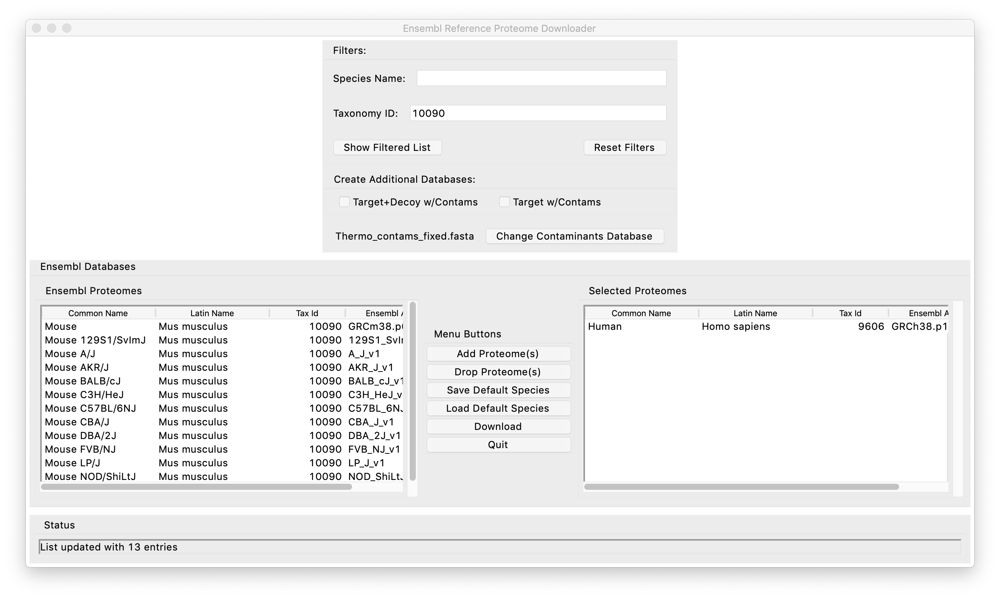 Ensembl Reference Proteome Downloader
Filters:
Species Name:
Taxonomy ID: 10090
Show Filtered List Reset Filters
Create Additional Databases:
Target+Decoy w/Contams Target w/Contams
Thermo_contams_fixed.fasta Change Contaminants Database
Ensembl Databases
Ensembl Proteomes
Common Name Latin Name Tax Id Ensembl A
Mouse Mus musculus 10090 GRCm38.p
Mouse 129S1/SvImJ Mus musculus 10090 129S1_SvI
Mouse A/J Mus musculus 10090 A_J_v1
Mouse AKR/J Mus musculus 10090 AKR_J_v1
Mouse BALB/cJ Mus musculus 10090 BALB_cJ_v1
Mouse C3H/HeJ Mus musculus 10090 C3H_HeJ_v
Mouse C57BL/6NJ Mus musculus 10090 C57BL_6NJ
Mouse CBA/J Mus musculus 10090 CBA_J_v1
Mouse DBA/2J Mus musculus 10090 DBA_2J_v1
Mouse FVB/NJ Mus musculus 10090 FVB_NJ_v1
Mouse LP/J Mus musculus 10090 LP_J_v1
Mouse NOD/ShiLtJ Mus musculus 10090 NOD_ShiLtJ
Menu Buttons
Add Proteome(s)
Drop Proteome(s)
Save Default Species
Load Default Species
Download
Quit
Selected Proteomes
Common Name Latin Name Tax Id Ensembl A
Human Homo sapiens 9606 GRCh38.p1
Status
List updated with 13 entries